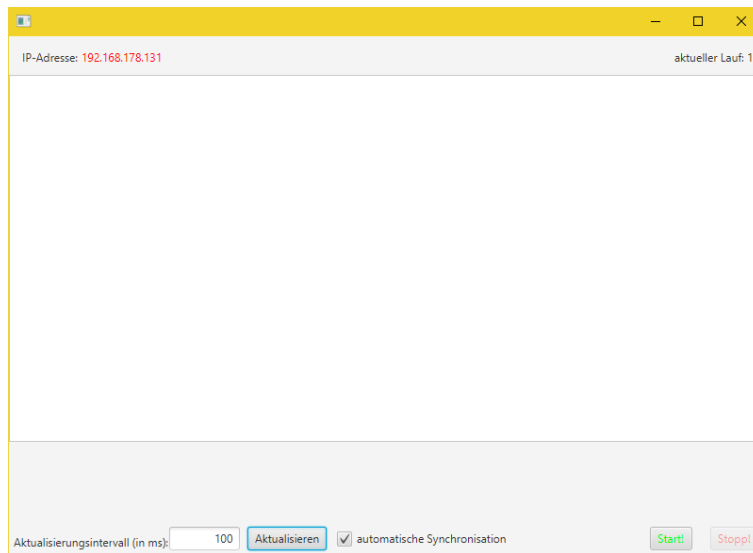 IP-Adresse: 192.168.178.131 aktueller Lauf: 1
Aktualisierungsintervall (in ms): 100 Aktualisieren automatische Synchronisation Start! Stopp!